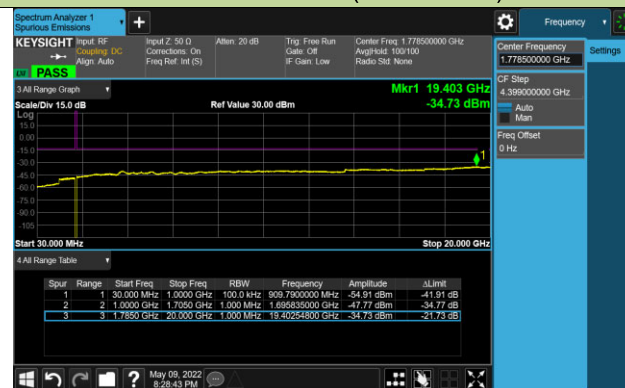 Spectrum Analyzer 1
Spurious Emissions
Frequency
KEYSIGHT
Input: RF
Coupling: DC
Align: Auto
Input Z: 50 Ω
Corrections: On
Freq Ref: Int (S)
Atten: 20 dB
Trig: Free Run
Gate: Off
IF Gain: Low
Center Freq: 1.778500000 GHz
Avg|Hold: 100/100
Radio Std: None
PASS
Center Frequency
1.778500000 GHz
Settings
CF Step
4.399000000 GHz
Auto
Man
Freq Offset
0 Hz
3 All Range Graph
Mkr1 19.403 GHz
Scale/Div 15.0 dB
Ref Value 30.00 dBm
-34.73 dBm
Log
15.0
0.00
-15.0
1
-30.0
-45.0
-60.0
-75.0
-90.0
-105
Start 30.000 MHz
Stop 20.000 GHz
4 All Range Table
Spur Range Start Freq Stop Freq RBW Frequency Amplitude ΔLimit
1 1 30.000 MHz 1.0000 GHz 100.0 kHz 909.7900000 MHz -54.91 dBm -41.91 dB
2 2 1.0000 GHz 1.7050 GHz 1.000 MHz 1.695835000 GHz -47.77 dBm -34.77 dB
3 3 1.7850 GHz 20.000 GHz 1.000 MHz 19.40254800 GHz -34.73 dBm -21.73 dB
?
May 09, 2022
8:28:43 PM